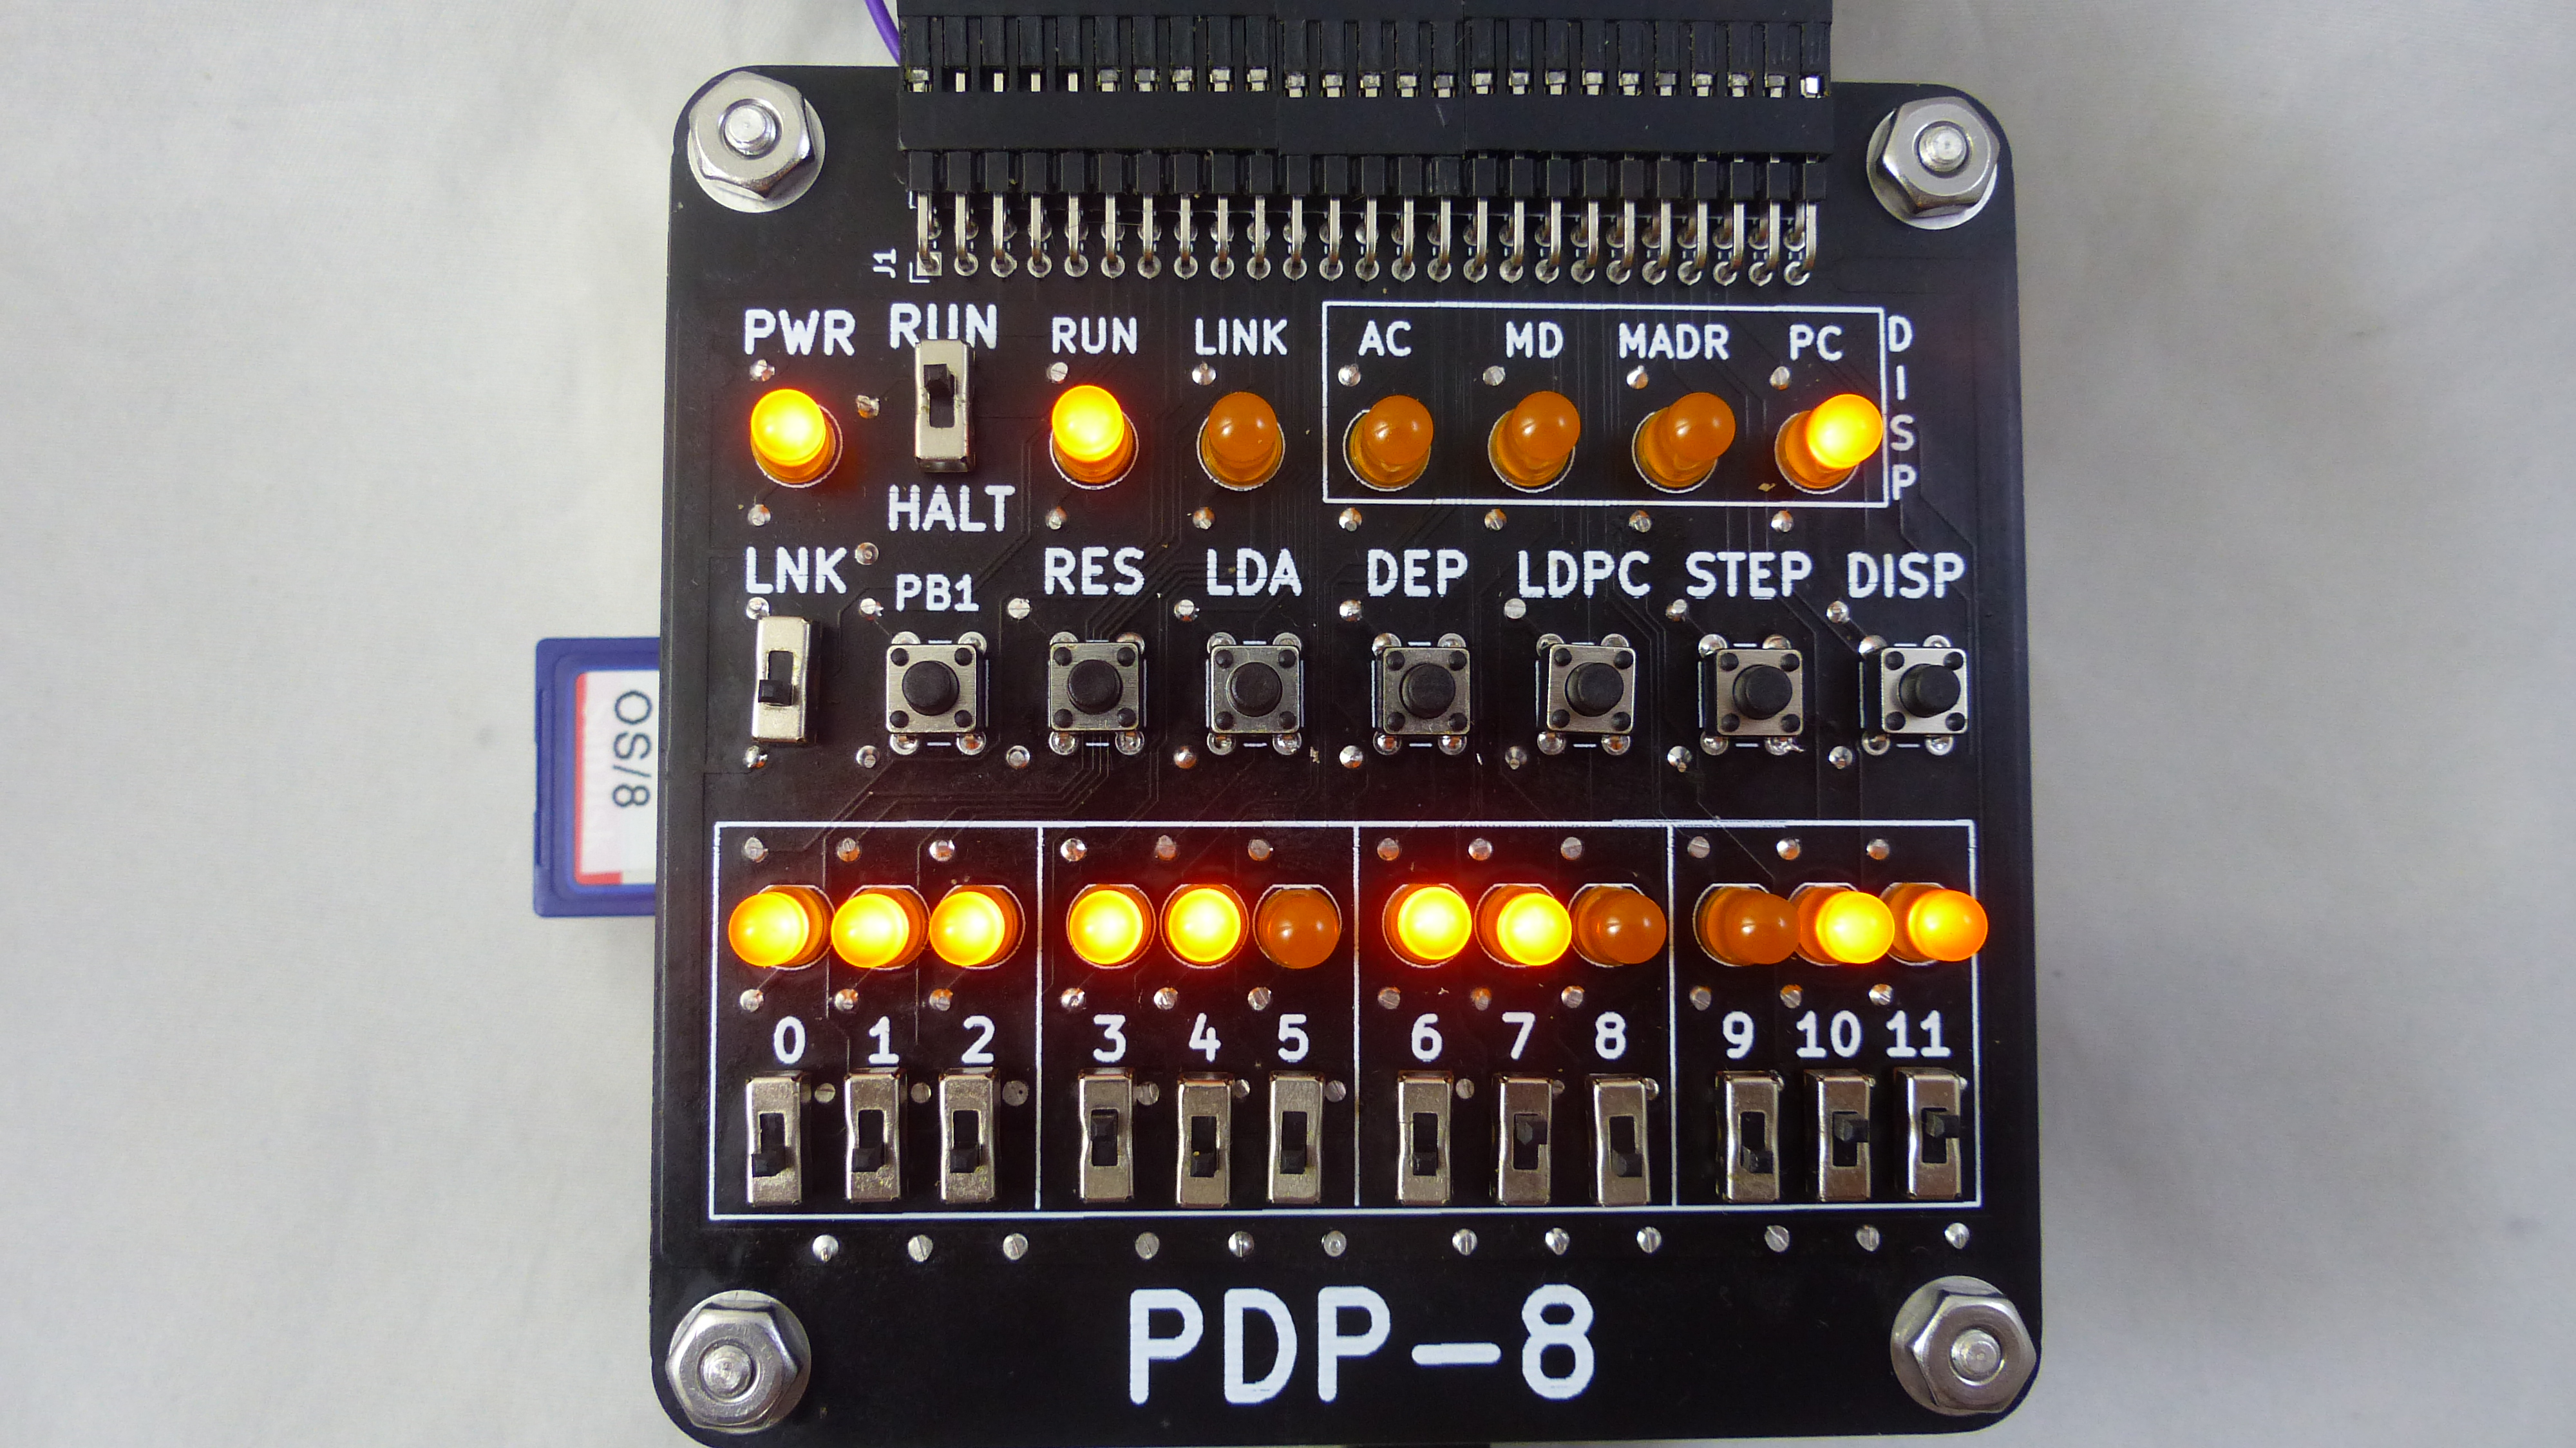 J1
PWR RUN RUN LINK AC MD MADR PC DISP
HALT
LNK PB1 RES LDA DEP LDPC STEP DISP
OS/8
0 1 2 3 4 5 6 7 8 9 10 11
PDP-8